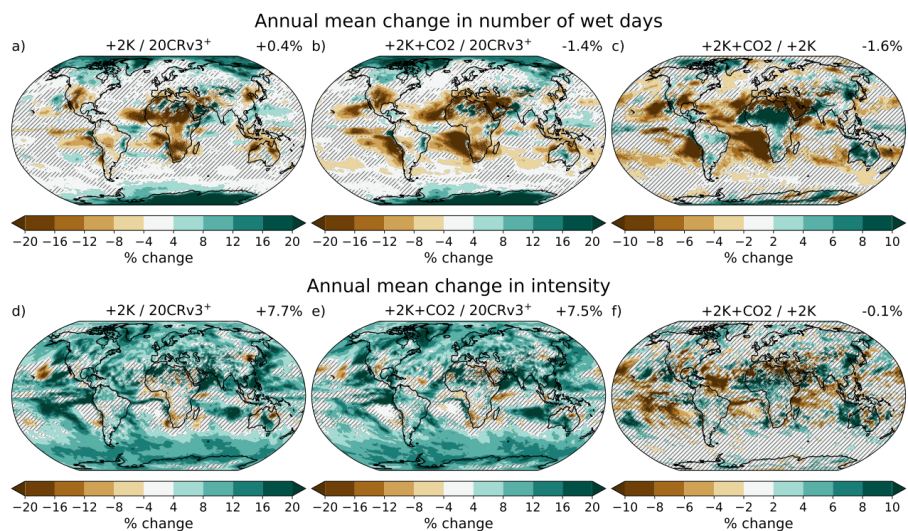 Annual mean change in number of wet days
a) +2K / 20CRv3⁺ +0.4% b) +2K+CO2 / 20CRv3⁺ -1.4% c) +2K+CO2 / +2K -1.6%
−20 −16 −12 −8 −4 4 8 12 16 20 −20 −16 −12 −8 −4 4 8 12 16 20 −10 −8 −6 −4 −2 2 4 6 8 10
% change % change % change
Annual mean change in intensity
d) +2K / 20CRv3⁺ +7.7% e) +2K+CO2 / 20CRv3⁺ +7.5% f) +2K+CO2 / +2K -0.1%
−20 −16 −12 −8 −4 4 8 12 16 20 −20 −16 −12 −8 −4 4 8 12 16 20 −10 −8 −6 −4 −2 2 4 6 8 10
% change % change % change